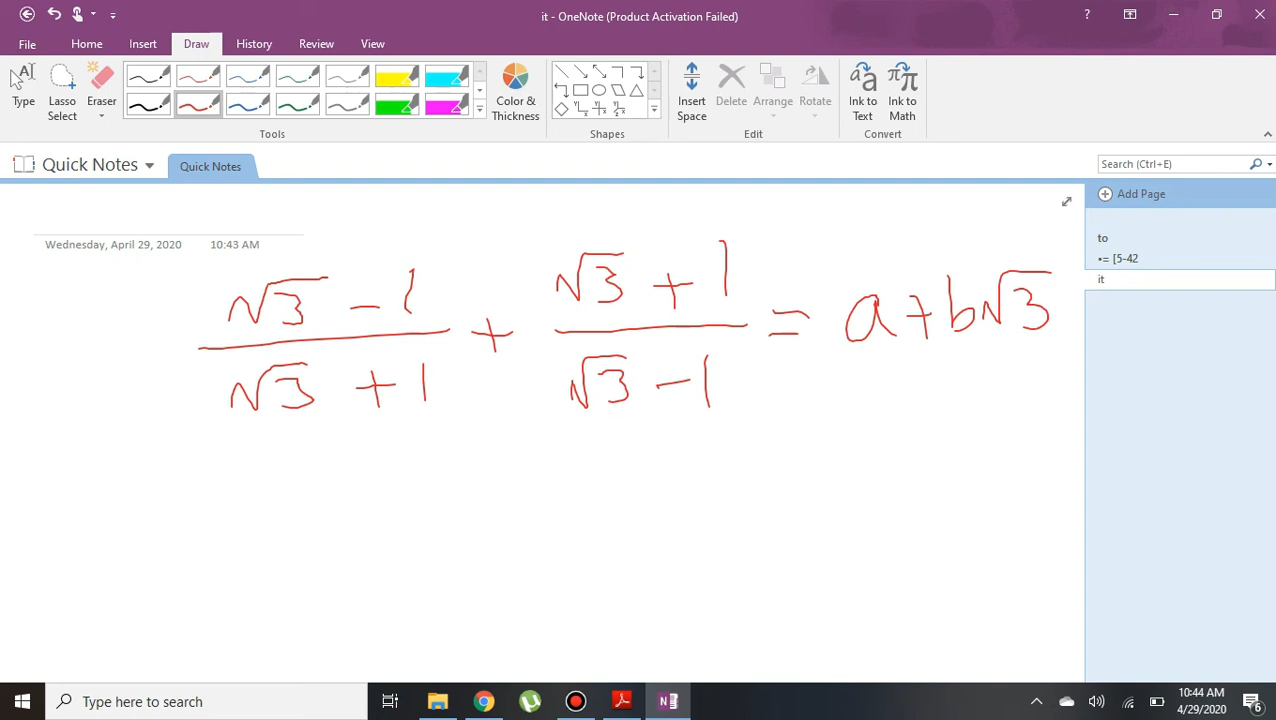 it - OneNote (Product Activation Failed)
?
File Home Insert Draw History Review View
Type Lasso Select Eraser Color & Thickness Insert Space Delete Arrange Rotate Ink to Text Ink to Math
Tools Shapes Edit Convert
Quick Notes Quick Notes Search (Ctrl+E)
Add Page
to
•= [5-42
it
Wednesday, April 29, 2020 10:43 AM
√3 - 1 √3 + 1
+ = a+b√3
√3 + 1 √3 - 1
Type here to search
N
10:44 AM
4/29/2020
6